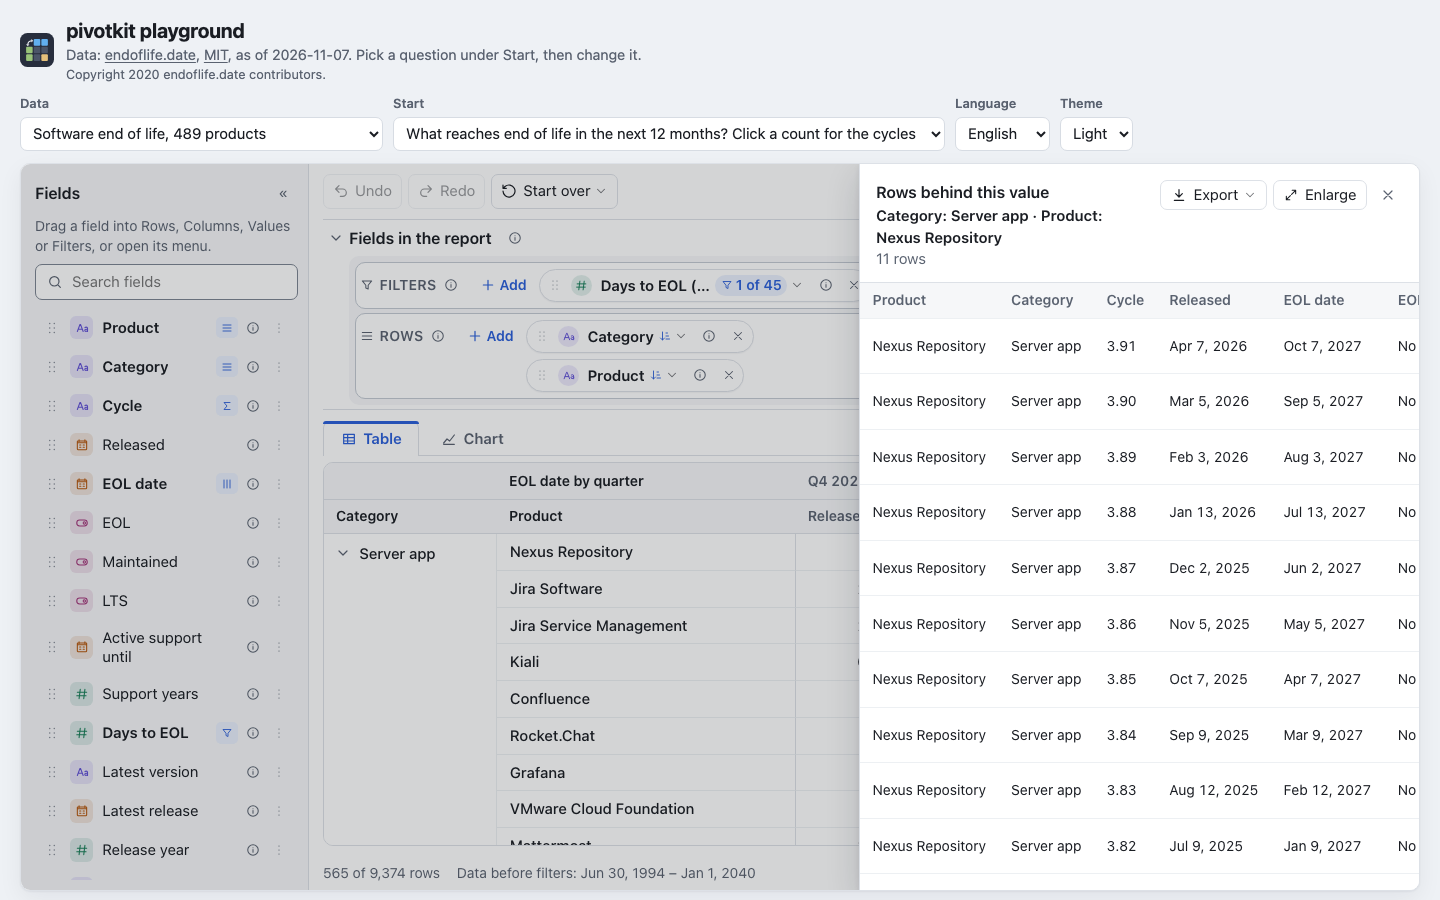 pivotkit playground
Data: endoflife.date, MIT, as of 2026-11-07. Pick a question under Start, then change it.
Copyright 2020 endoflife.date contributors.
Data
Start
Language
Theme
Software end of life, 489 products
What reaches end of life in the next 12 months? Click a count for the cycles
English
Light
Fields
«
Drag a field into Rows, Columns, Values
or Filters, or open its menu.
Search fields
Aa Product
Aa Category
Aa Cycle
Released
EOL date
EOL
Maintained
LTS
Active support
until
# Support years
# Days to EOL
Aa Latest version
Latest release
# Release year
Undo
Redo
Start over
Fields in the report
FILTERS
+ Add
# Days to EOL (... 1 of 45
ROWS
+ Add
Aa Category
Aa Product
Table
Chart
EOL date by quarter
Q4 202
Category
Product
Release
Server app
Nexus Repository
Jira Software
Jira Service Management
Kiali
Confluence
Rocket.Chat
Grafana
VMware Cloud Foundation
Mattermost
565 of 9,374 rows
Data before filters: Jun 30, 1994 – Jan 1, 2040
Rows behind this value
Category: Server app · Product:
Nexus Repository
11 rows
Export
Enlarge
Product Category Cycle Released EOL date EOL
Nexus Repository Server app 3.91 Apr 7, 2026 Oct 7, 2027 No
Nexus Repository Server app 3.90 Mar 5, 2026 Sep 5, 2027 No
Nexus Repository Server app 3.89 Feb 3, 2026 Aug 3, 2027 No
Nexus Repository Server app 3.88 Jan 13, 2026 Jul 13, 2027 No
Nexus Repository Server app 3.87 Dec 2, 2025 Jun 2, 2027 No
Nexus Repository Server app 3.86 Nov 5, 2025 May 5, 2027 No
Nexus Repository Server app 3.85 Oct 7, 2025 Apr 7, 2027 No
Nexus Repository Server app 3.84 Sep 9, 2025 Mar 9, 2027 No
Nexus Repository Server app 3.83 Aug 12, 2025 Feb 12, 2027 No
Nexus Repository Server app 3.82 Jul 9, 2025 Jan 9, 2027 No